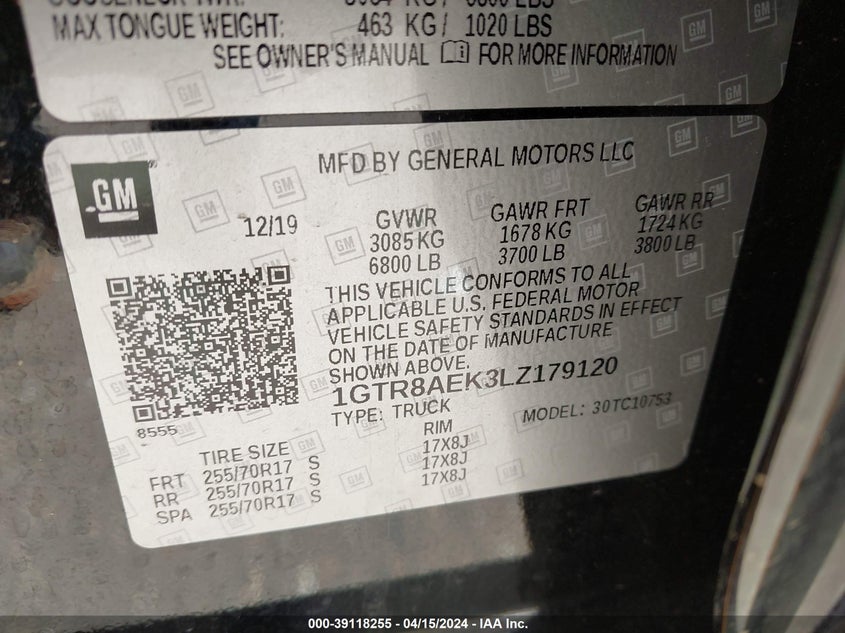 MAX TONGUE WEIGHT: 463 KG / 1020 LBS
SEE OWNER'S MANUAL FOR MORE INFORMATION
GM
MFD BY GENERAL MOTORS LLC
12/19
GVWR GAWR FRT GAWR RR
3085 KG 1678 KG 1724 KG
6800 LB 3700 LB 3800 LB
THIS VEHICLE CONFORMS TO ALL
APPLICABLE U.S. FEDERAL MOTOR
VEHICLE SAFETY STANDARDS IN EFFECT
ON THE DATE OF MANUFACTURE
SHOWN ABOVE.
1GTR8AEK3LZ179120
TYPE: TRUCK MODEL: 30TC10753
8555
TIRE SIZE RIM
FRT 255/70R17 S 17X8J
RR 255/70R17 S 17X8J
SPA 255/70R17 S 17X8J
000-39118255 - 04/15/2024 - IAA Inc.